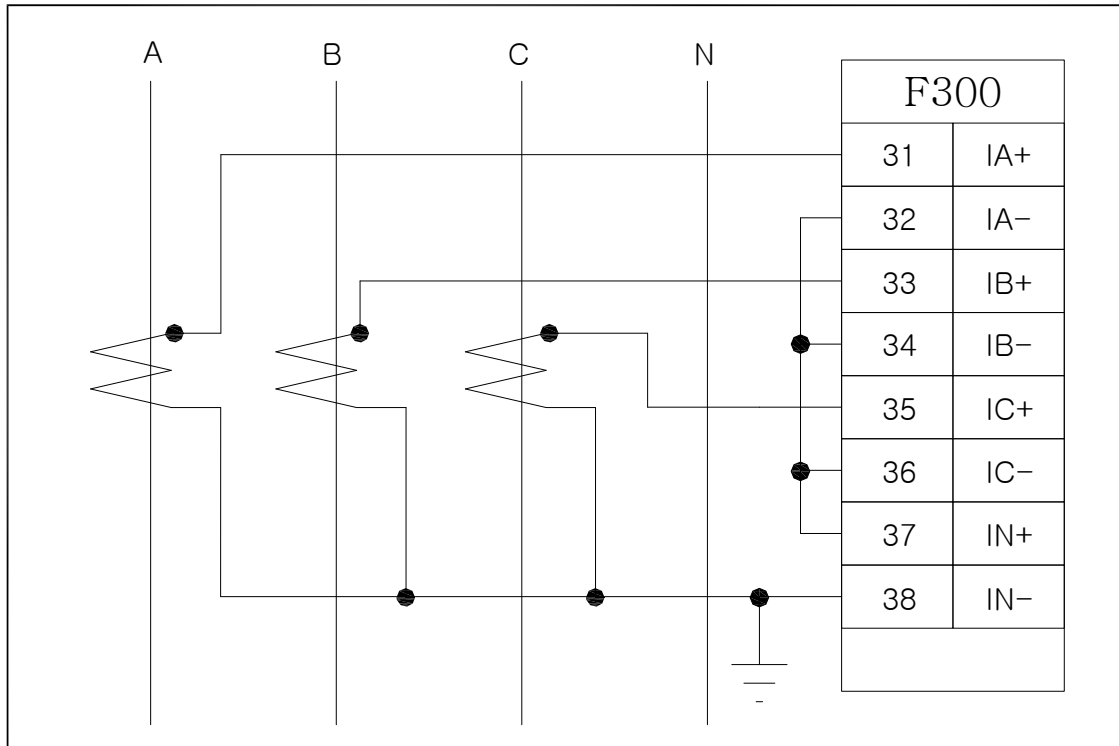 A B C N
F300
31 IA+
32 IA-
33 IB+
34 IB-
35 IC+
36 IC-
37 IN+
38 IN-